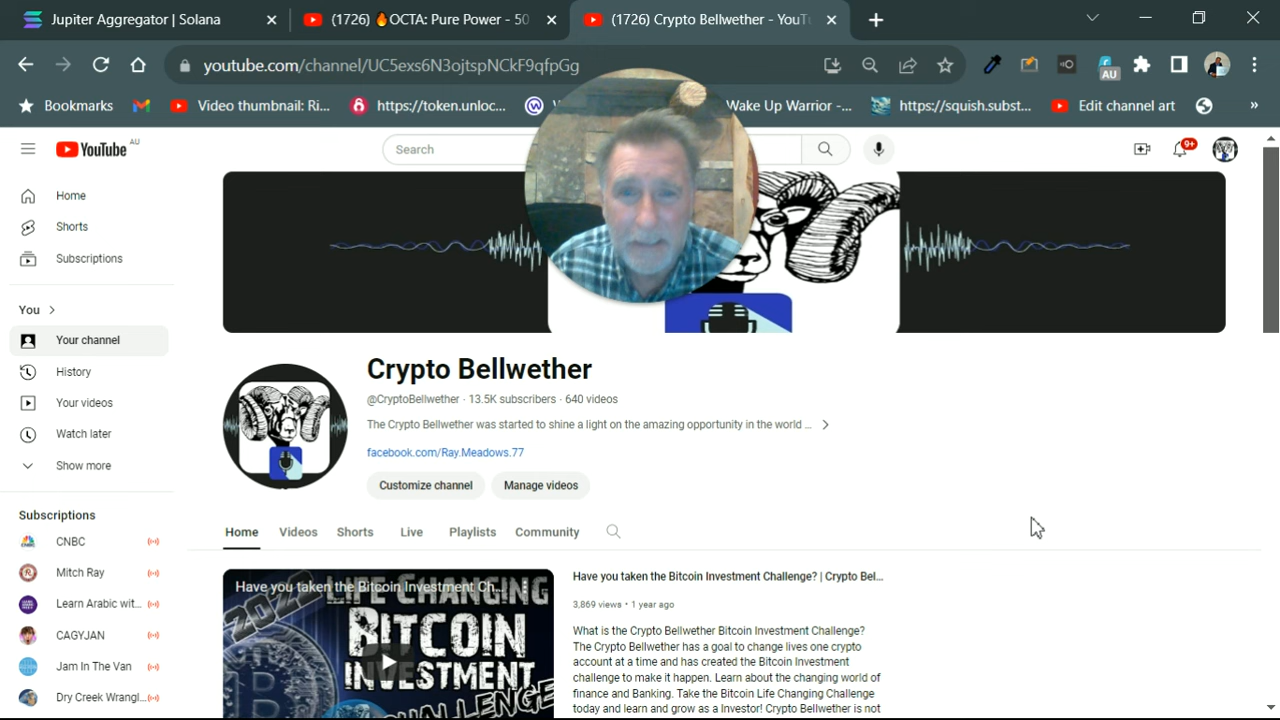 Jupiter Aggregator | Solana
(1726) 🔥OCTA: Pure Power - 50
(1726) Crypto Bellwether - YouTu
youtube.com/channel/UC5exs6N3ojtspNCkF9qfpGg
AU
Bookmarks
Video thumbnail: Ri...
https://token.unloc...
Wake Up Warrior -...
https://squish.subst...
Edit channel art
»
YouTube AU
Search
9+
Home
Shorts
Subscriptions
You
Your channel
History
Your videos
Watch later
Show more
Subscriptions
CNBC
Mitch Ray
Learn Arabic wit...
CAGYJAN
Jam In The Van
Dry Creek Wrangl...
Crypto Bellwether
@CryptoBellwether · 13.5K subscribers · 640 videos
The Crypto Bellwether was started to shine a light on the amazing opportunity in the world ...
facebook.com/Ray.Meadows.77
Customize channel
Manage videos
Home
Videos
Shorts
Live
Playlists
Community
Have you taken the Bitcoin Investment Ch...
2022 LIFE CHANGING
BITCOIN
INVESTMENT
CHALLENGE
Have you taken the Bitcoin Investment Challenge? | Crypto Bel...
3,869 views • 1 year ago
What is the Crypto Bellwether Bitcoin Investment Challenge?
The Crypto Bellwether has a goal to change lives one crypto
account at a time and has created the Bitcoin Investment
challenge to make it happen. Learn about the changing world of
finance and Banking. Take the Bitcoin Life Changing Challenge
today and learn and grow as a Investor! Crypto Bellwether is not